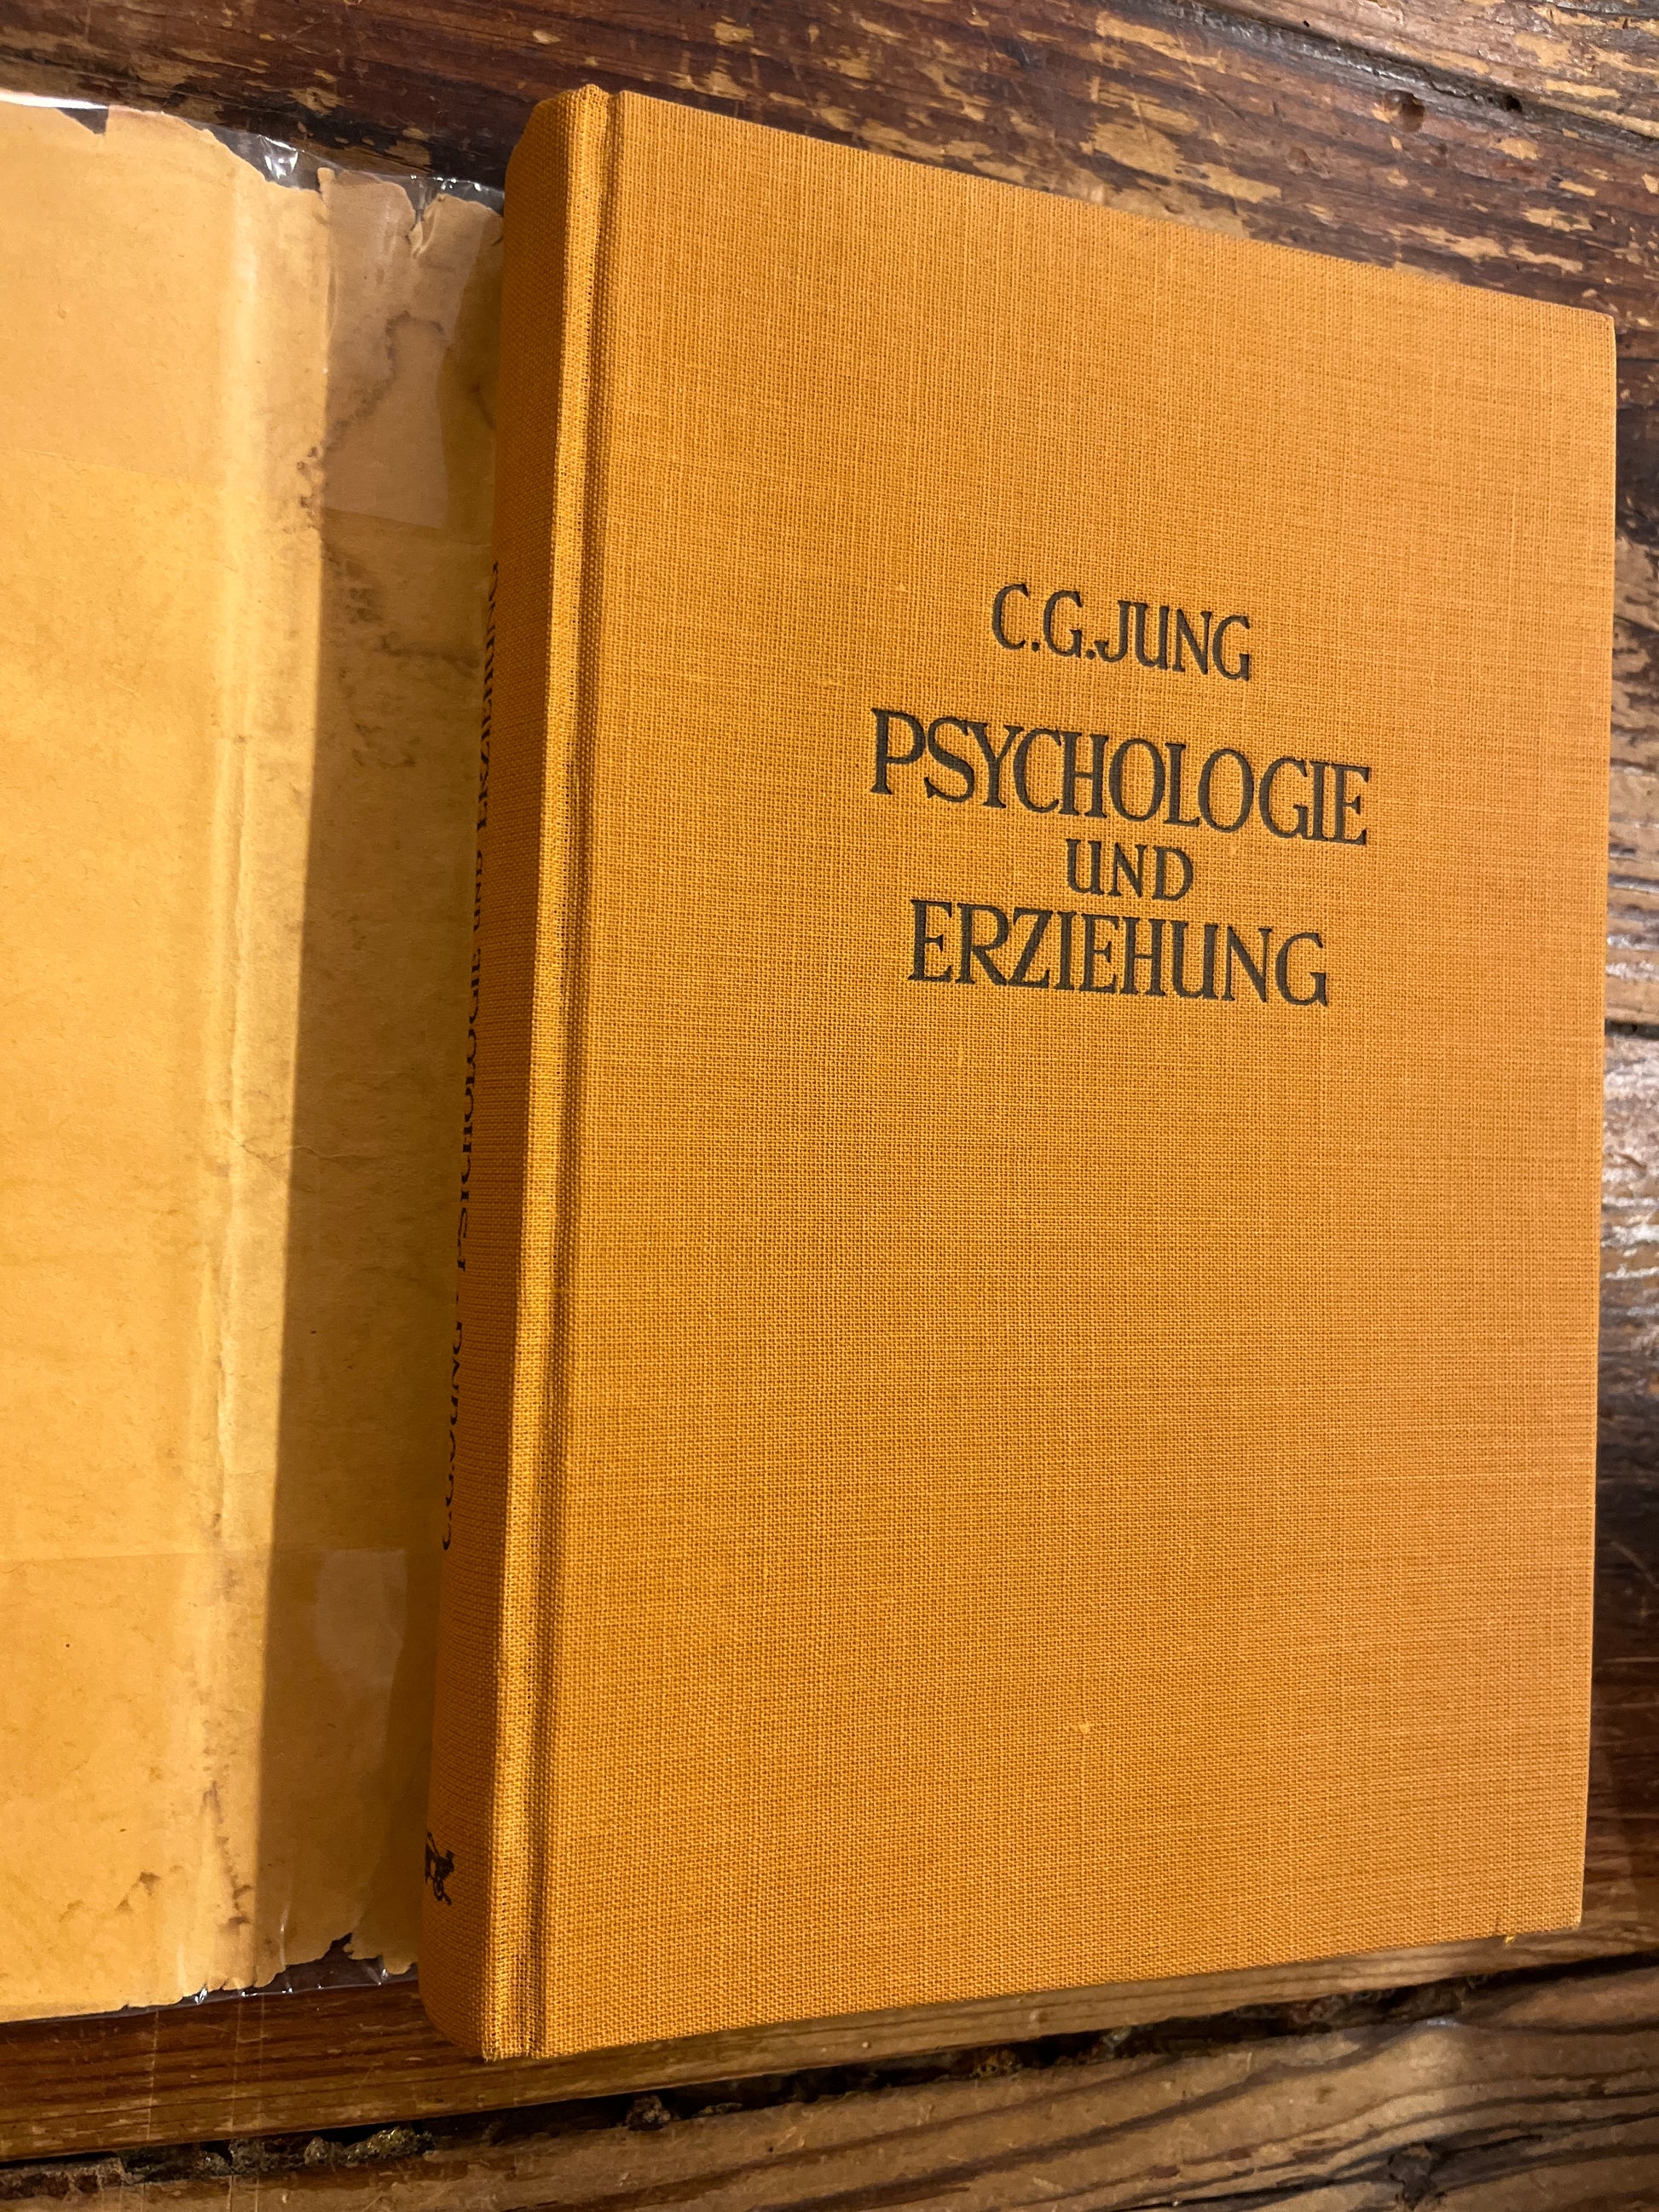 C.G.JUNG
PSYCHOLOGIE
UND
ERZIEHUNG
C.G.JUNG · PSYCHOLOGIE UND ERZIEHUNG